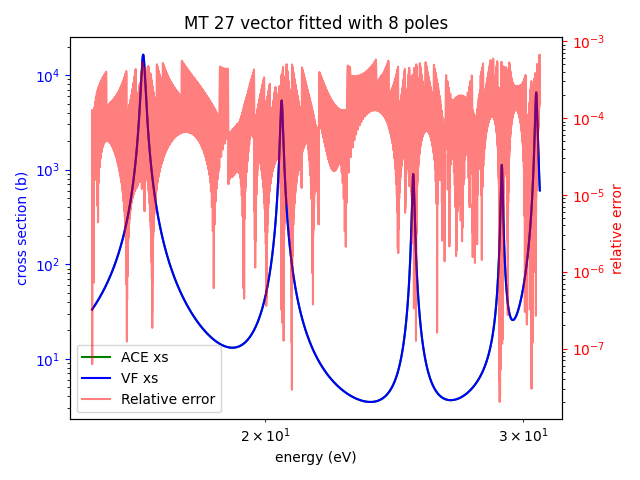 MT 27 vector fitted with 8 poles
cross section (b)
10⁴
10³
10²
10¹
10⁻³
10⁻⁴
10⁻⁵
10⁻⁶
10⁻⁷
relative error
ACE xs
VF xs
Relative error
2 × 10¹
3 × 10¹
energy (eV)